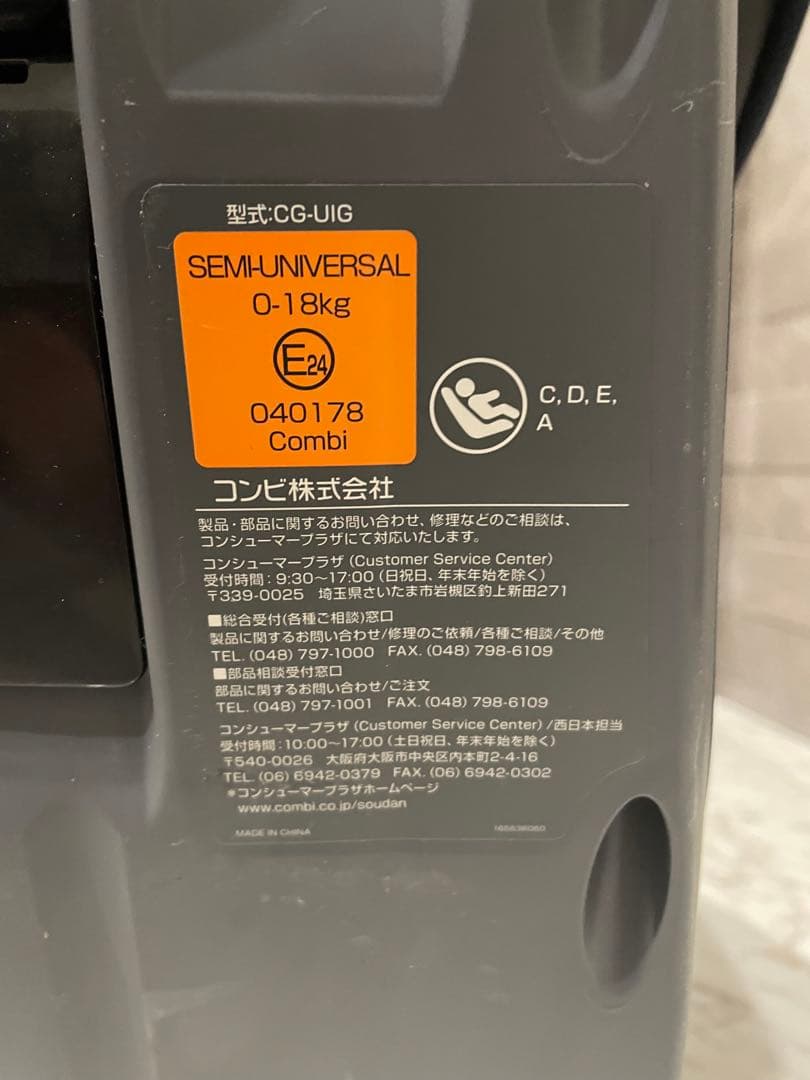 型式:CG-UIG
SEMI-UNIVERSAL
0-18kg
E24
040178
Combi
C, D, E,
A
コンビ株式会社
製品・部品に関するお問い合わせ、修理などのご相談は、
コンシューマープラザにて対応いたします。
コンシューマープラザ (Customer Service Center)
受付時間:9:30〜17:00 (日祝日、年末年始を除く)
〒339-0025 埼玉県さいたま市岩槻区釣上新田271
■総合受付(各種ご相談)窓口
製品に関するお問い合わせ/修理のご依頼/各種ご相談/その他
TEL. (048) 797-1000 FAX. (048) 798-6109
■部品相談受付窓口
部品に関するお問い合わせ/ご注文
TEL. (048) 797-1001 FAX. (048) 798-6109
コンシューマープラザ (Customer Service Center) /西日本担当
受付時間:10:00〜17:00 (土日祝日、年末年始を除く)
〒540-0026 大阪府大阪市中央区内本町2-4-16
TEL. (06) 6942-0379 FAX. (06) 6942-0302
*コンシューマープラザホームページ
www.combi.co.jp/soudan
MADE IN CHINA 165636060